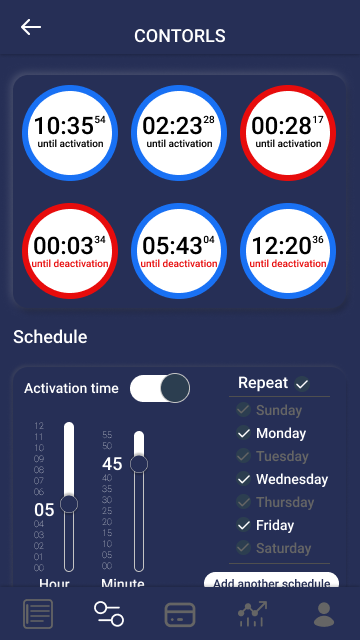 CONTORLS
10:35 54 02:23 28 00:28 17
until activation until activation until activation
00:03 34 05:43 04 12:20 36
until deactivation until deactivation until deactivation
Schedule
Activation time
12
11
10
09
08
07
06
05
04
03
02
01
00
Hour
55
50
45
40
35
30
25
20
15
10
05
00
Minute
Repeat
Sunday
Monday
Tuesday
Wednesday
Thursday
Friday
Saturday
Add another schedule